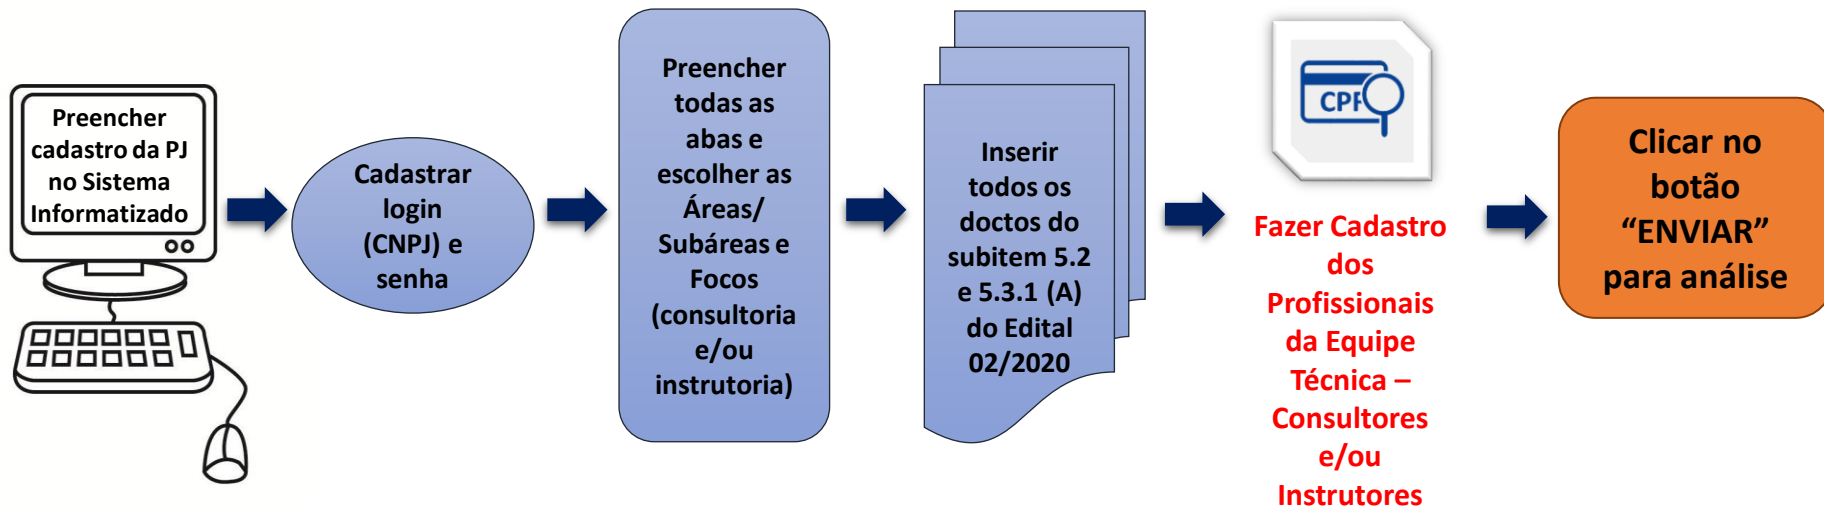 Preencher
cadastro da PJ
no Sistema
Informatizado
Cadastrar
login
(CNPJ) e
senha
Preencher
todas as
abas e
escolher as
Áreas/
Subáreas e
Focos
(consultoria
e/ou
instrutoria)
Inserir
todos os
doctos do
subitem 5.2
e 5.3.1 (A)
do Edital
02/2020
CPF
Fazer Cadastro
dos
Profissionais
da Equipe
Técnica –
Consultores
e/ou
Instrutores
Clicar no
botão
“ENVIAR”
para análise